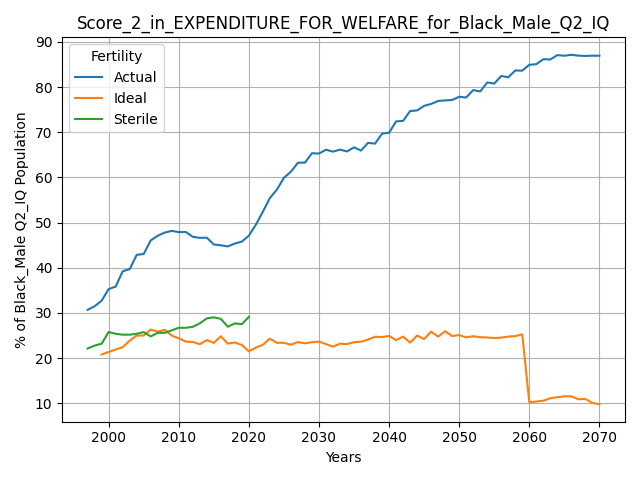 Score_2_in_EXPENDITURE_FOR_WELFARE_for_Black_Male_Q2_IQ
Fertility
Actual
Ideal
Sterile
% of Black_Male Q2_IQ Population
90
80
70
60
50
40
30
20
10
2000 2010 2020 2030 2040 2050 2060 2070
Years